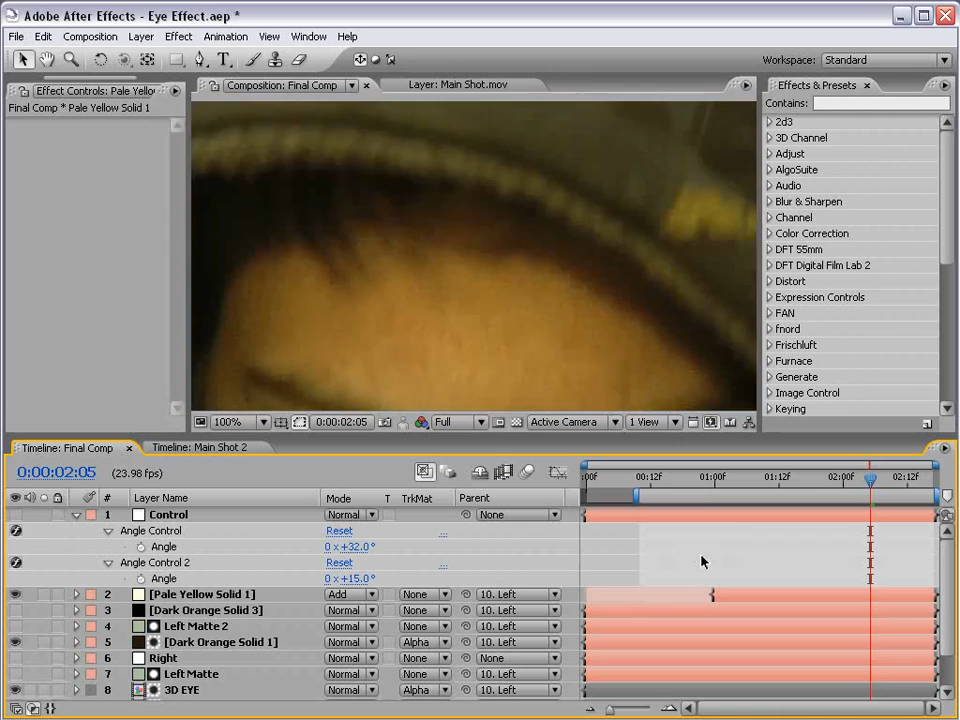 Adobe After Effects - Eye Effect.aep *
File Edit Composition Layer Effect Animation View Window Help
Workspace: Standard
Effect Controls: Pale Yello
Final Comp * Pale Yellow Solid 1
Composition: Final Comp
Layer: Main Shot.mov
Effects & Presets
Contains:
2d3
3D Channel
Adjust
AlgoSuite
Audio
Blur & Sharpen
Channel
Color Correction
DFT 55mm
DFT Digital Film Lab 2
Distort
Expression Controls
FAN
fnord
Frischluft
Furnace
Generate
Image Control
Keying
100% 0:00:02:05 Full Active Camera 1 View
Timeline: Final Comp Timeline: Main Shot 2
0:00:02:05 (23.98 fps)
:00f 00:12f 01:00f 01:12f 02:00f 02:12f
# Layer Name Mode T TrkMat Parent
1 Control Normal None
Angle Control Reset ...
Angle 0 x+32.0°
Angle Control 2 Reset ...
Angle 0 x+15.0°
2 [Pale Yellow Solid 1] Add None 10. Left
3 [Dark Orange Solid 3] Normal None 10. Left
4 Left Matte 2 Normal None 10. Left
5 [Dark Orange Solid 1] Normal Alpha 10. Left
6 Right Normal None None
7 Left Matte Normal None 10. Left
8 3D EYE Normal Alpha 10. Left